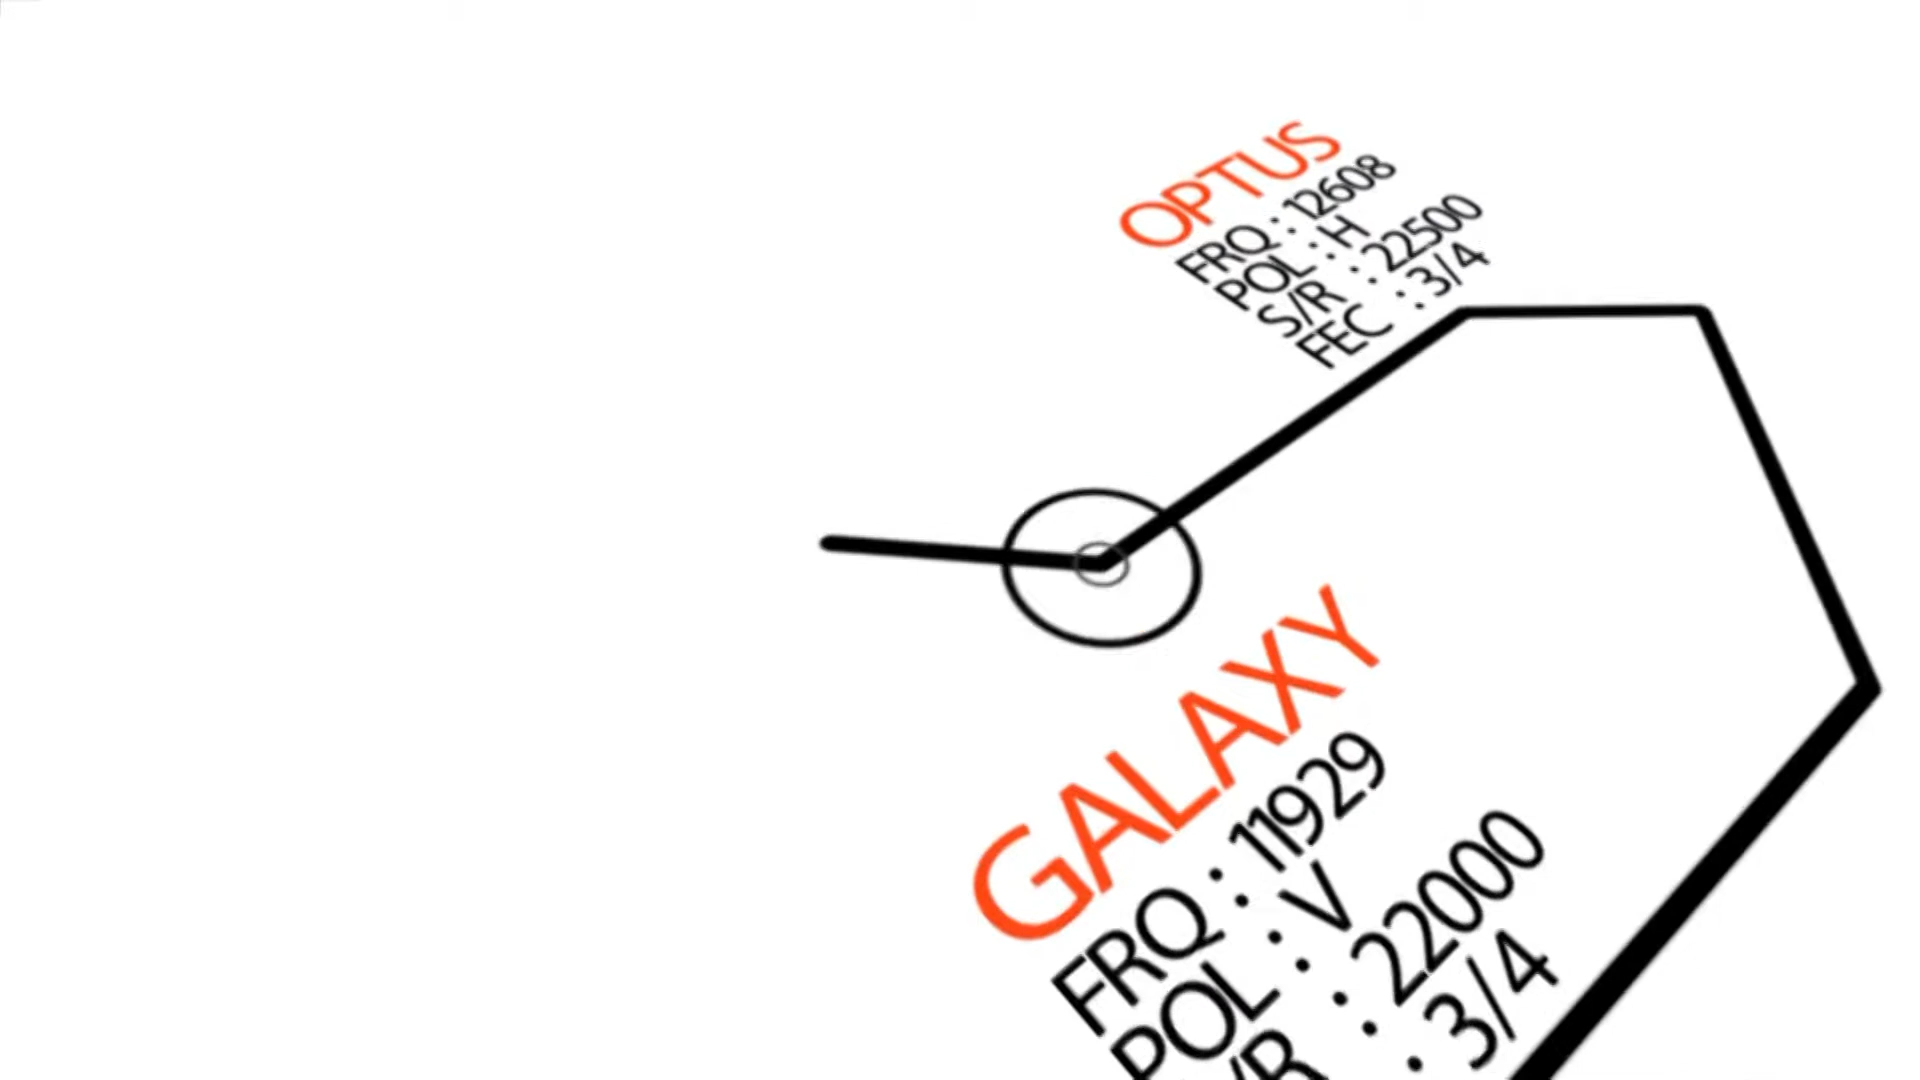 OPTUS
FRQ : 12608
POL : H
S/R : 22500
FEC : 3/4
GALAXY
FRQ : 11929
POL : V
/R : 22000
: 3/4